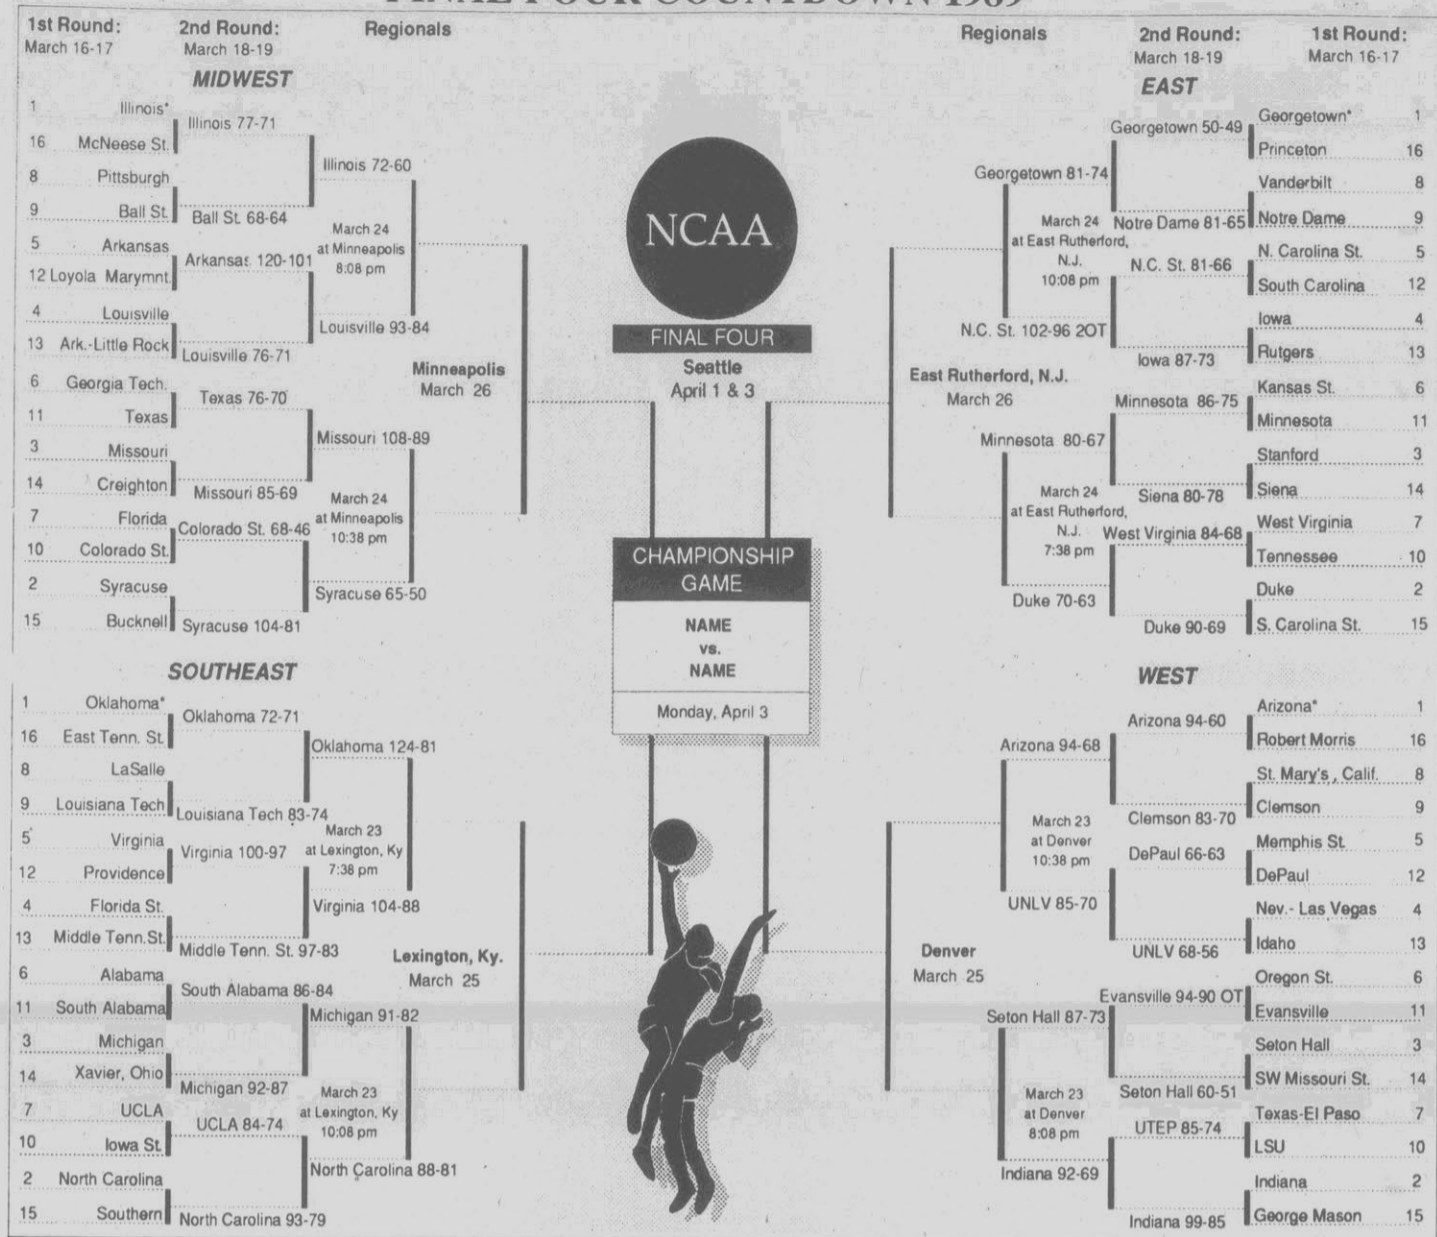 FINAL FOUR COUNTDOWN 1989
1st Round:
March 16-17
2nd Round:
March 18-19
Regionals
MIDWEST
1 Illinois*
16 McNeese St.
8 Pittsburgh
9 Ball St.
5 Arkansas
12 Loyola Marymnt.
4 Louisville
13 Ark.-Little Rock
6 Georgia Tech.
11 Texas
3 Missouri
14 Creighton
7 Florida
10 Colorado St.
2 Syracuse
15 Bucknell
Illinois 77-71
Ball St. 68-64
Arkansas 120-101
Louisville 76-71
Texas 76-70
Missouri 85-69
Colorado St. 68-46
Syracuse 104-81
Illinois 72-60
March 24
at Minneapolis
8:08 pm
Louisville 93-84
Missouri 108-89
March 24
at Minneapolis
10:38 pm
Syracuse 65-50
Minneapolis
March 26
SOUTHEAST
1 Oklahoma*
16 East Tenn. St.
8 LaSalle
9 Louisiana Tech
5 Virginia
12 Providence
4 Florida St.
13 Middle Tenn.St.
6 Alabama
11 South Alabama
3 Michigan
14 Xavier, Ohio
7 UCLA
10 Iowa St.
2 North Carolina
15 Southern
Oklahoma 72-71
Louisiana Tech 83-74
Virginia 100-97
Middle Tenn. St. 97-83
South Alabama 86-84
Michigan 92-87
UCLA 84-74
North Carolina 93-79
Oklahoma 124-81
March 23
at Lexington, Ky
7:38 pm
Virginia 104-88
Michigan 91-82
March 23
at Lexington, Ky
10:08 pm
North Carolina 88-81
Lexington, Ky.
March 25
NCAA
FINAL FOUR
Seattle
April 1 & 3
CHAMPIONSHIP
GAME
NAME
vs.
NAME
Monday, April 3
Regionals
2nd Round:
March 18-19
1st Round:
March 16-17
EAST
Georgetown* 1
Princeton 16
Vanderbilt 8
Notre Dame 9
N. Carolina St. 5
South Carolina 12
Iowa 4
Rutgers 13
Kansas St. 6
Minnesota 11
Stanford 3
Siena 14
West Virginia 7
Tennessee 10
Duke 2
S. Carolina St. 15
Georgetown 50-49
Notre Dame 81-65
N.C. St. 81-66
Iowa 87-73
Minnesota 86-75
Siena 80-78
West Virginia 84-68
Duke 90-69
Georgetown 81-74
March 24
at East Rutherford,
N.J.
10:08 pm
N.C. St. 102-96 2OT
Minnesota 80-67
March 24
at East Rutherford,
N.J.
7:38 pm
Duke 70-63
East Rutherford, N.J.
March 26
WEST
Arizona* 1
Robert Morris 16
St. Mary's , Calif. 8
Clemson 9
Memphis St. 5
DePaul 12
Nev.- Las Vegas 4
Idaho 13
Oregon St. 6
Evansville 11
Seton Hall 3
SW Missouri St. 14
Texas-El Paso 7
LSU 10
Indiana 2
George Mason 15
Arizona 94-60
Clemson 83-70
DePaul 66-63
UNLV 68-56
Evansville 94-90 OT
Seton Hall 60-51
UTEP 85-74
Indiana 99-85
Arizona 94-68
March 23
at Denver
10:38 pm
UNLV 85-70
Seton Hall 87-73
March 23
at Denver
8:08 pm
Indiana 92-69
Denver
March 25